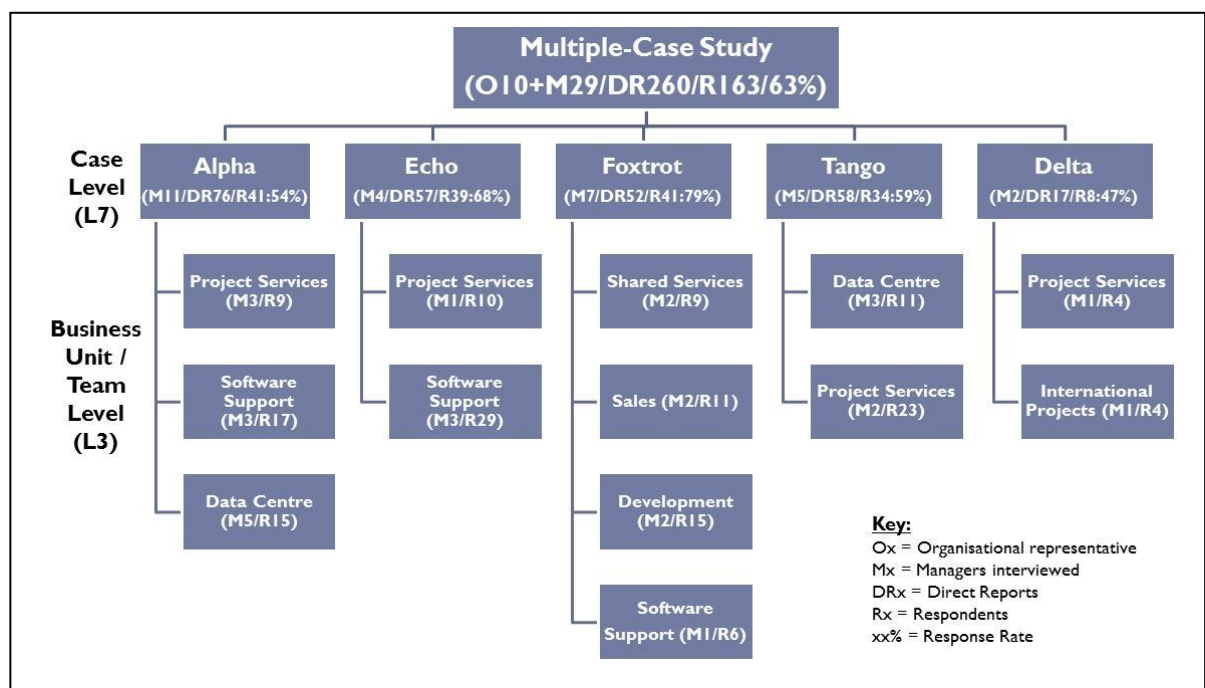 Multiple-Case Study
(O10+M29/DR260/R163/63%)
Case
Level
(L7)
Alpha
(M11/DR76/R41:54%)
Echo
(M4/DR57/R39:68%)
Foxtrot
(M7/DR52/R41:79%)
Tango
(M5/DR58/R34:59%)
Delta
(M2/DR17/R8:47%)
Business
Unit /
Team
Level
(L3)
Project Services
(M3/R9)
Project Services
(M1/R10)
Shared Services
(M2/R9)
Data Centre
(M3/R11)
Project Services
(M1/R4)
Software
Support
(M3/R17)
Software
Support
(M3/R29)
Sales (M2/R11)
Project Services
(M2/R23)
International
Projects (M1/R4)
Data Centre
(M5/R15)
Development
(M2/R15)
Software
Support (M1/R6)
Key:
Ox = Organisational representative
Mx = Managers interviewed
DRx = Direct Reports
Rx = Respondents
xx% = Response Rate